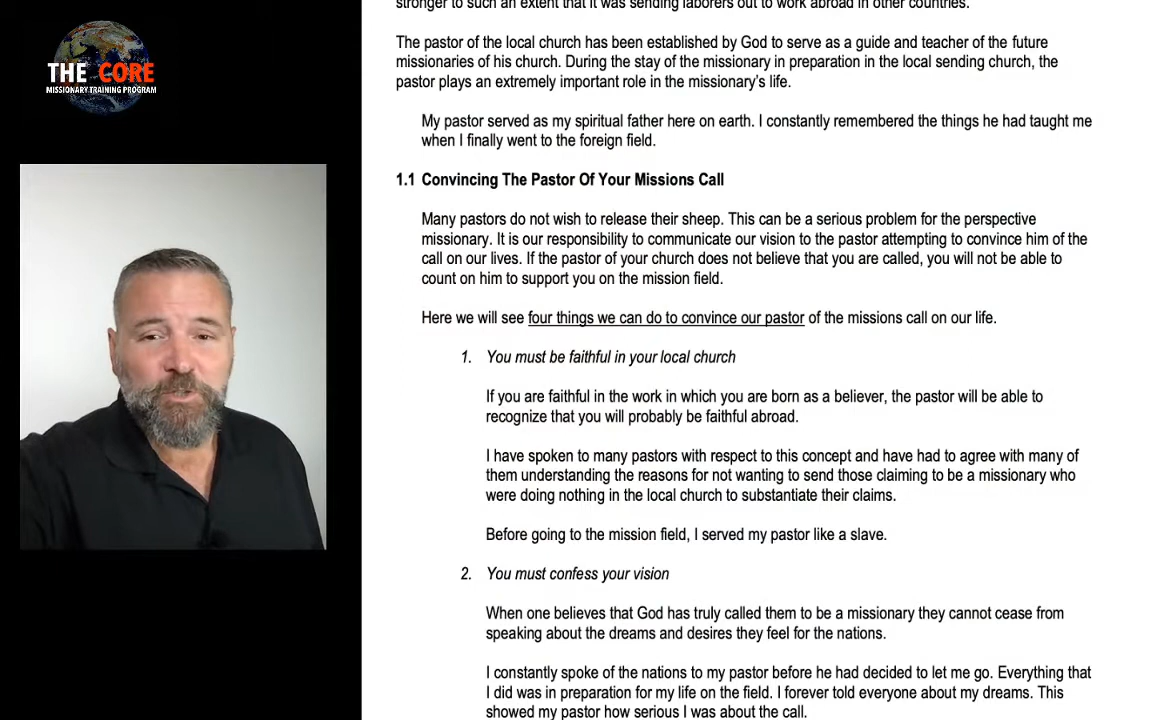 THE CORE
MISSIONARY TRAINING PROGRAM
stronger to such an extent that it was sending laborers out to work abroad in other countries.
The pastor of the local church has been established by God to serve as a guide and teacher of the future
missionaries of his church. During the stay of the missionary in preparation in the local sending church, the
pastor plays an extremely important role in the missionary's life.
My pastor served as my spiritual father here on earth. I constantly remembered the things he had taught me
when I finally went to the foreign field.
1.1 Convincing The Pastor Of Your Missions Call
Many pastors do not wish to release their sheep. This can be a serious problem for the perspective
missionary. It is our responsibility to communicate our vision to the pastor attempting to convince him of the
call on our lives. If the pastor of your church does not believe that you are called, you will not be able to
count on him to support you on the mission field.
Here we will see four things we can do to convince our pastor of the missions call on our life.
1. You must be faithful in your local church
If you are faithful in the work in which you are born as a believer, the pastor will be able to
recognize that you will probably be faithful abroad.
I have spoken to many pastors with respect to this concept and have had to agree with many of
them understanding the reasons for not wanting to send those claiming to be a missionary who
were doing nothing in the local church to substantiate their claims.
Before going to the mission field, I served my pastor like a slave.
2. You must confess your vision
When one believes that God has truly called them to be a missionary they cannot cease from
speaking about the dreams and desires they feel for the nations.
I constantly spoke of the nations to my pastor before he had decided to let me go. Everything that
I did was in preparation for my life on the field. I forever told everyone about my dreams. This
showed my pastor how serious I was about the call.